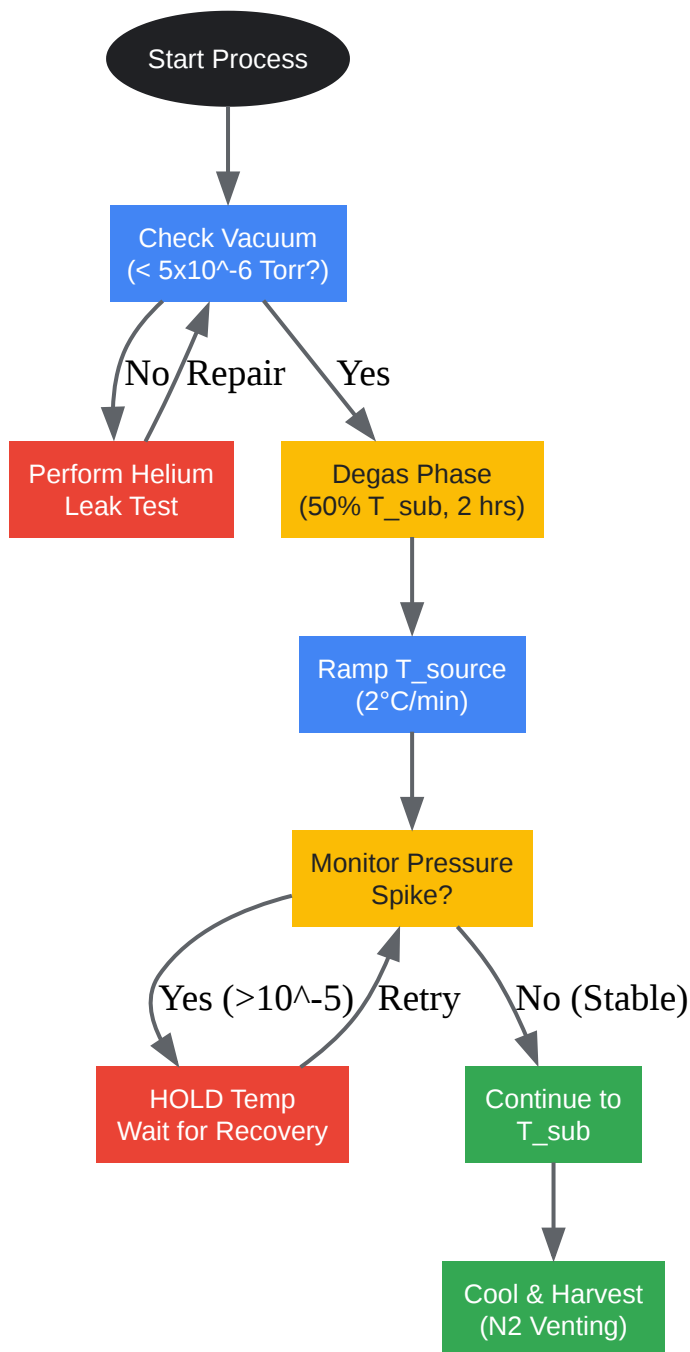 Start Process
Check Vacuum
(< 5x10^-6 Torr?)
No
Repair
Yes
Perform Helium
Leak Test
Degas Phase
(50% T_sub, 2 hrs)
Ramp T_source
(2°C/min)
Monitor Pressure
Spike?
Yes (>10^-5)
Retry
No (Stable)
HOLD Temp
Wait for Recovery
Continue to
T_sub
Cool & Harvest
(N2 Venting)